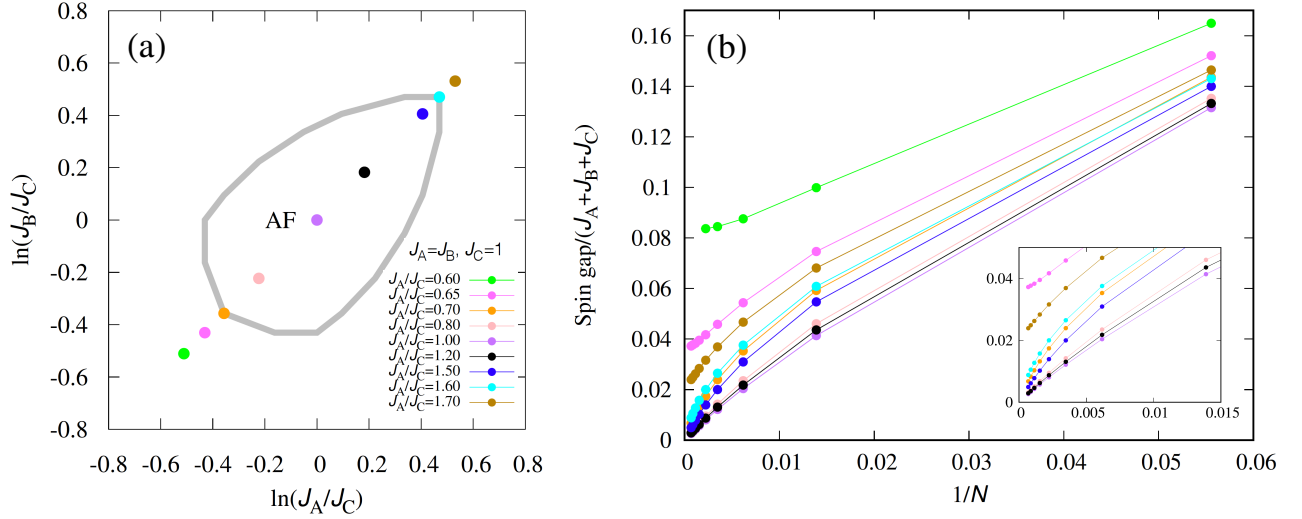 (a)
0.8
0.6
0.4
0.2
0
-0.2
-0.4
-0.6
-0.8
ln(J_B/J_C)
AF
J_A=J_B, J_C=1
J_A/J_C=0.60
J_A/J_C=0.65
J_A/J_C=0.70
J_A/J_C=0.80
J_A/J_C=1.00
J_A/J_C=1.20
J_A/J_C=1.50
J_A/J_C=1.60
J_A/J_C=1.70
-0.8 -0.6 -0.4 -0.2 0 0.2 0.4 0.6 0.8
ln(J_A/J_C)
(b)
0.16
0.14
0.12
0.1
0.08
0.06
0.04
0.02
0
Spin gap/(J_A+J_B+J_C)
0.04
0.02
0
0 0.005 0.01 0.015
0 0.01 0.02 0.03 0.04 0.05 0.06
1/N